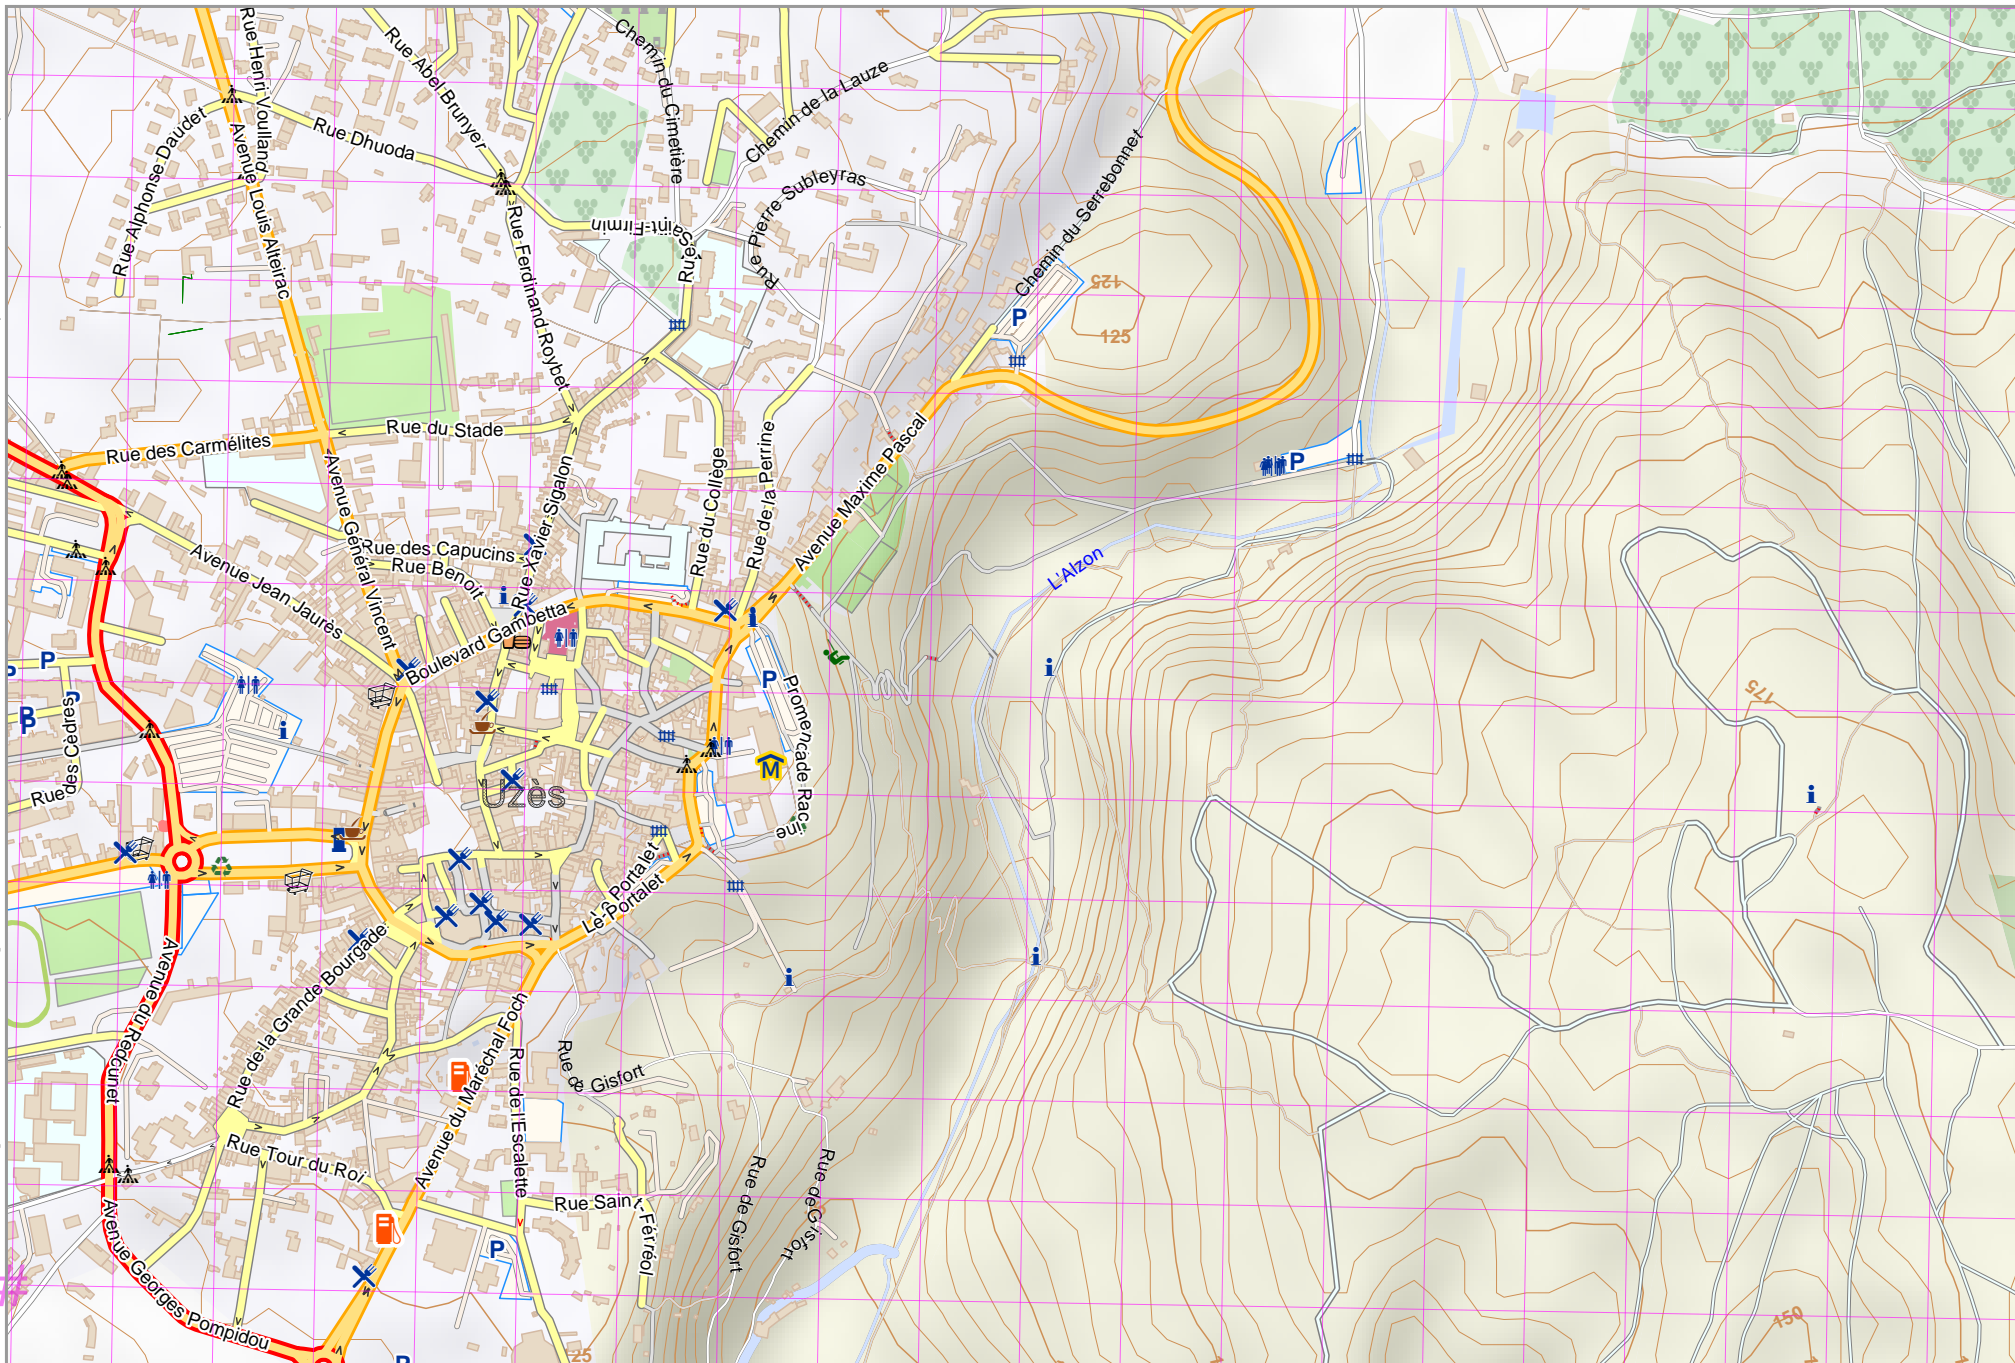 Rue Henri Voulland
Rue Abel Brunyer
Chemin du Cimetière
Chemin de la Lauze
Rue Alphonse Daudet
Avenue Louis Alteirac
Rue Dhuoda
Rue Pierre Subleyras
Chemin du Serrebonnet
Rue Saint-Firmin
Rue Ferdinand Roybet
125
125
P
Rue des Carmélites
Rue du Stade
Avenue Maxime Pascal
P
Avenue Général Vincent
Rue Xavier Sigalon
Rue du Collège
Rue de la Perrine
Rue des Capucins
Rue Benoit
Avenue Jean Jaurès
L'Alzon
Boulevard Gambetta
i
i
i
P
P
P
P
B
i
175
Promenade Racine
Rue des Cèpres
M
Uzès
i
Le Portalet
Le Portalet
Avenue du Refounet
Rue de la Grande Bourgade
i
i
Avenue du Maréchal Foch
Rue de Gisfort
Rue de l'Escalette
Rue Tour du Roi
Rue Saint-Férréol
Rue de Gisfort
Rue de Gisfort
P
Avenue Georges Pompidou
150
25
P